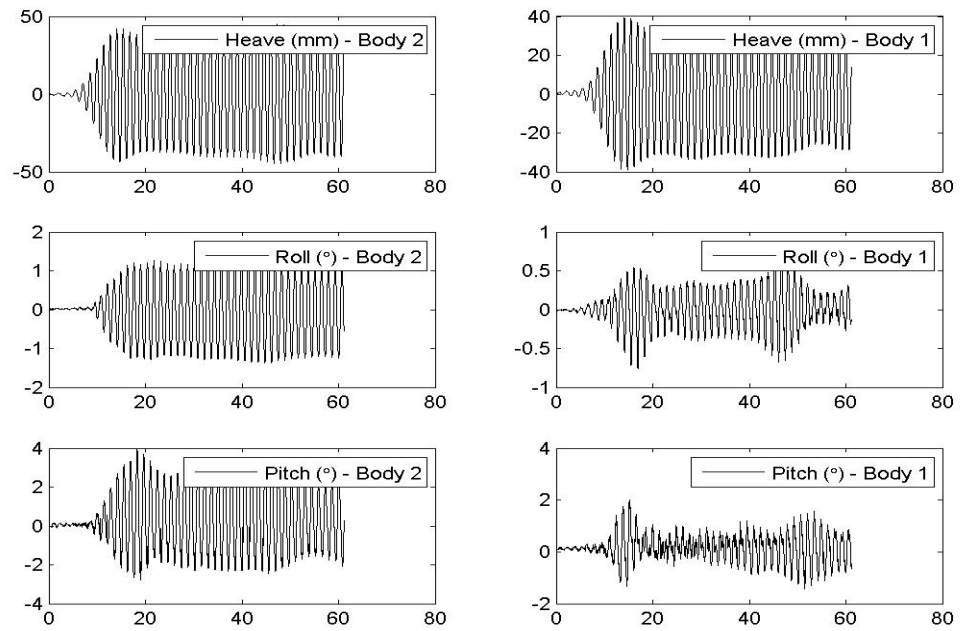 50
0
-50
0 20 40 60 80
Heave (mm) - Body 2
40
20
0
-20
-40
0 20 40 60 80
Heave (mm) - Body 1
2
1
0
-1
-2
0 20 40 60 80
Roll (°) - Body 2
1
0.5
0
-0.5
-1
0 20 40 60 80
Roll (°) - Body 1
4
2
0
-2
-4
0 20 40 60 80
Pitch (°) - Body 2
4
2
0
-2
0 20 40 60 80
Pitch (°) - Body 1